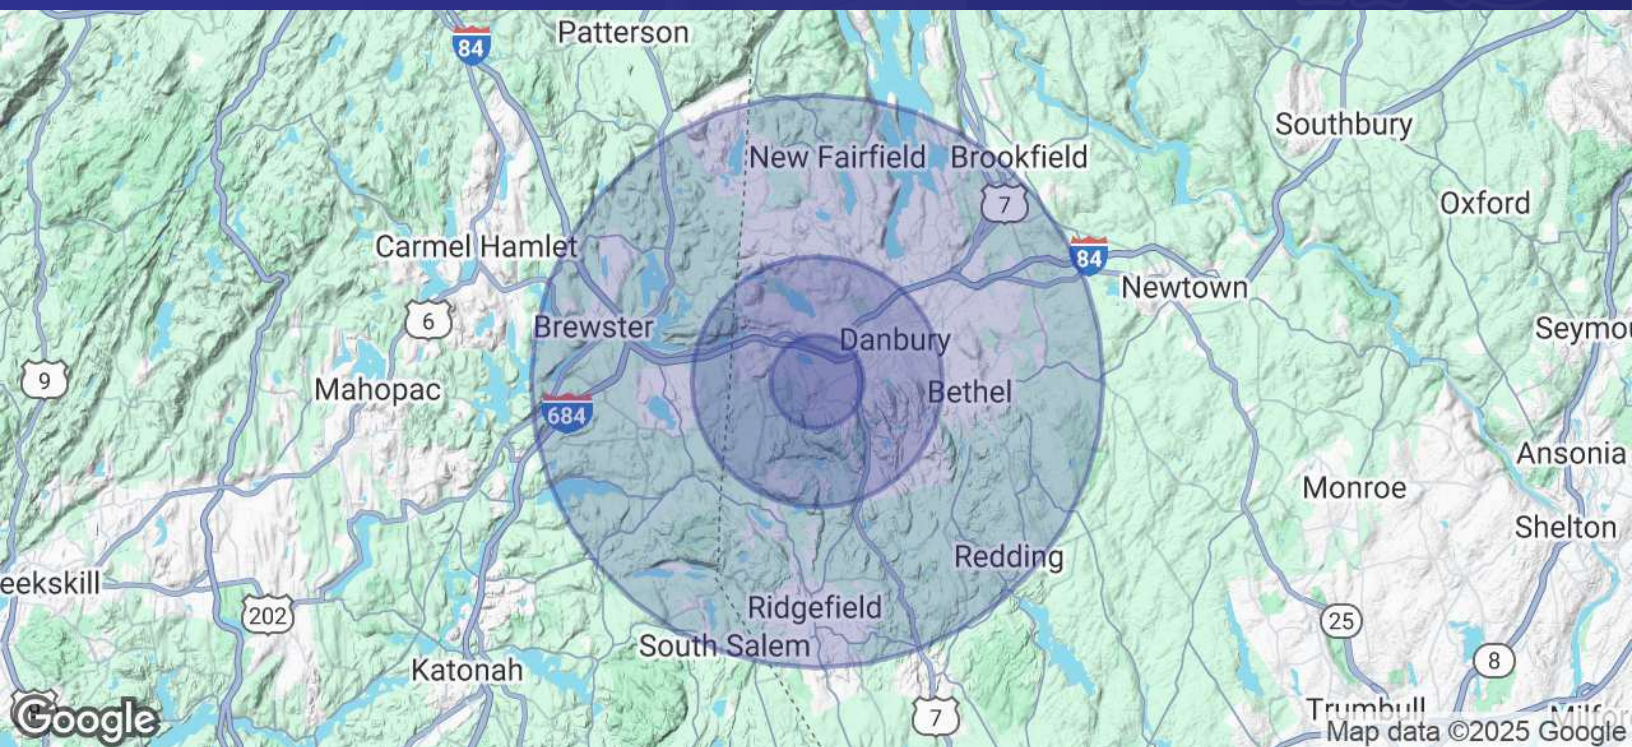 Patterson
84
Southbury
New Fairfield
Brookfield
7
Oxford
Carmel Hamlet
84
Newtown
6
Brewster
Danbury
Seymou
9
Mahopac
Bethel
684
Ansonia
Monroe
Shelton
Redding
eekskill
202
Ridgefield
25
South Salem
Katonah
8
Google
7
Trumbull
Milfor
Map data ©2025 Google